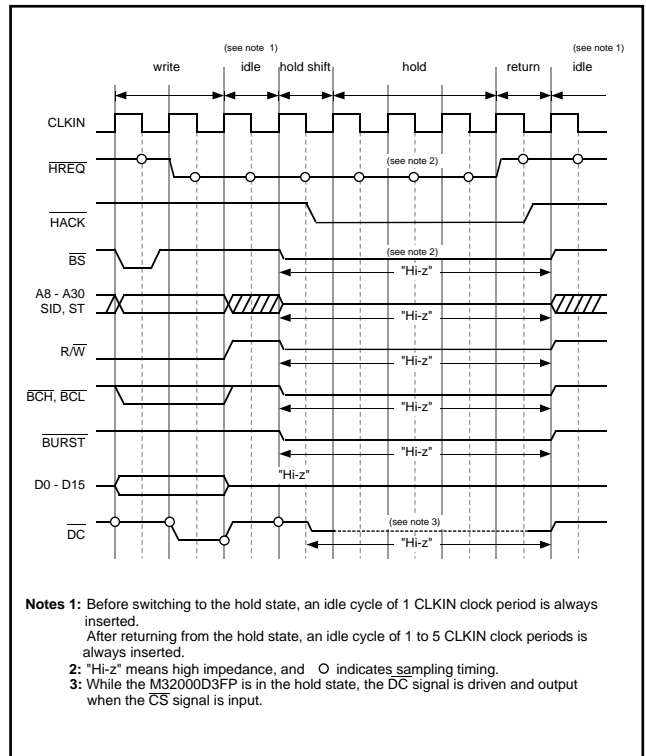 (see note 1)
(see note 1)
write
idle
hold shift
hold
return
idle
CLKIN
HREQ
(see note 2)
HACK
BS
(see note 2)
"Hi-z"
A8 - A30
SID, ST
"Hi-z"
R/W
"Hi-z"
BCH, BCL
"Hi-z"
BURST
"Hi-z"
"Hi-z"
D0 - D15
(see note 3)
DC
"Hi-z"
Notes 1: Before switching to the hold state, an idle cycle of 1 CLKIN clock period is always
inserted.
After returning from the hold state, an idle cycle of 1 to 5 CLKIN clock periods is
always inserted.
2: "Hi-z" means high impedance, and O indicates sampling timing.
3: While the M32000D3FP is in the hold state, the DC signal is driven and output
when the CS signal is input.